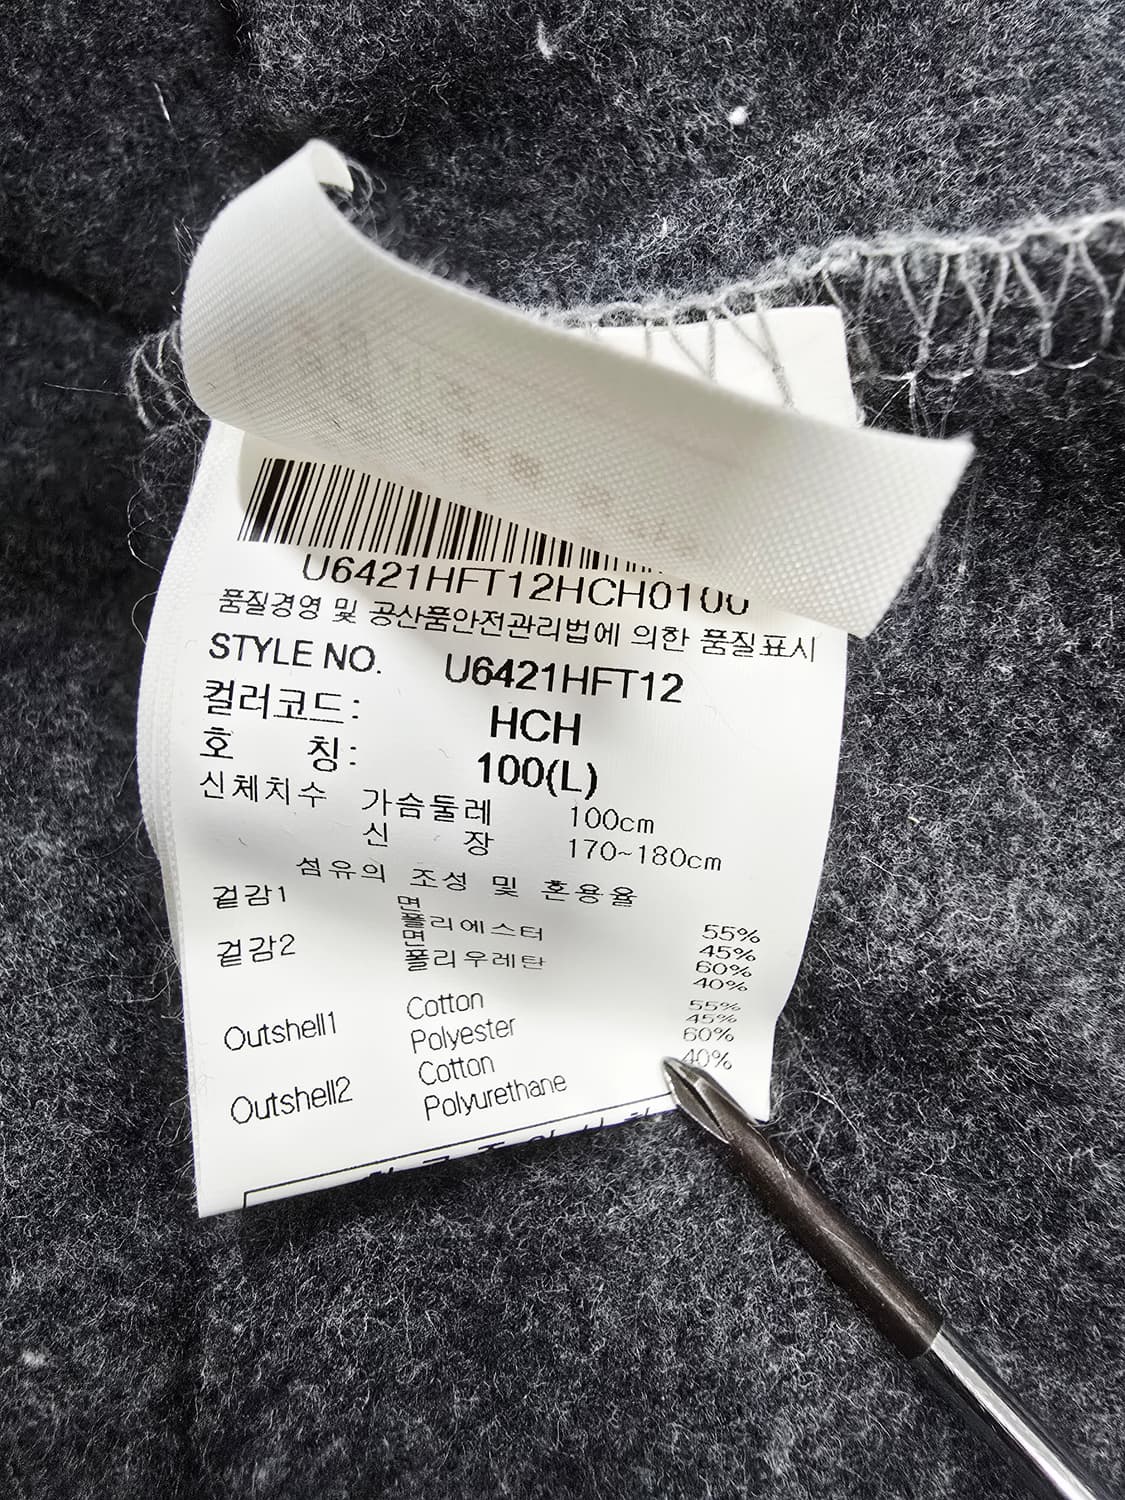 U6421HFT12HCH0100
품질경영 및 공산품안전관리법에 의한 품질표시
STYLE NO. U6421HFT12
컬러코드: HCH
호 칭: 100(L)
신체치수 가슴둘레 100cm
신 장 170~180cm
섬유의 조성 및 혼용율
겉감1 면 55%
폴리에스터 45%
겉감2 면 60%
폴리우레탄 40%
Outshell1 Cotton 55%
Polyester 45%
Outshell2 Cotton 60%
Polyurethane 40%